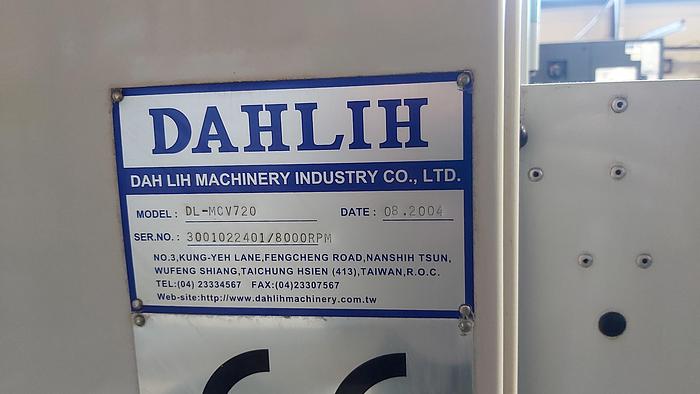 DAHLIH
DAH LIH MACHINERY INDUSTRY CO., LTD.
MODEL : DL-MCV720 DATE : 08.2004
SER.NO. : 3001022401/8000RPM
NO.3,KUNG-YEH LANE,FENGCHENG ROAD,NANSHIH TSUN,
WUFENG SHIANG,TAICHUNG HSIEN (413),TAIWAN,R.O.C.
TEL:(04) 23334567 FAX:(04)23307567
Web-site:http://www.dahlihmachinery.com.tw
CE